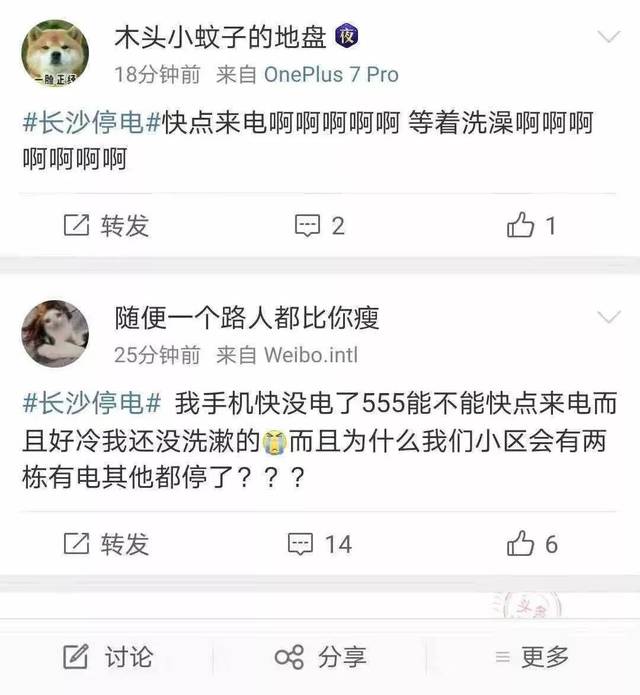 木头小蚊子的地盘 夜
18分钟前 来自 OnePlus 7 Pro
一脸正经
#长沙停电#快点来电啊啊啊啊啊 等着洗澡啊啊啊
啊啊啊啊
转发 2 1
随便一个路人都比你瘦
25分钟前 来自 Weibo.intl
#长沙停电# 我手机快没电了555能不能快点来电而
且好冷我还没洗漱的😭而且为什么我们小区会有两
栋有电其他都停了？？？
转发 14 6
讨论 分享 更多